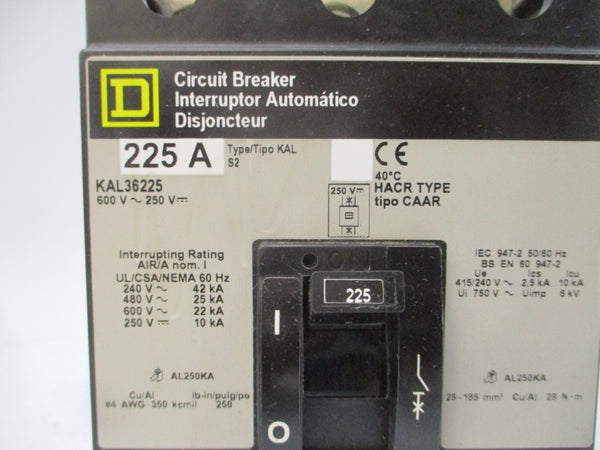 D
Circuit Breaker
Interruptor Automático
Disjoncteur
225 A
Type/Tipo KAL
S2
CE
KAL36225
600 V ~ 250 V⎓
250 V⎓
40°C
HACR TYPE
tipo CAAR
Interrupting Rating
AIR/A nom. I
UL/CSA/NEMA 60 Hz
240 V ~ 42 kA
480 V ~ 25 kA
600 V ~ 22 kA
250 V ⎓ 10 kA
ON
225
I
O
IEC 947-2 50/60 Hz
BS EN 60 947-2
Ue Ics Icu
415/240 V ~ 2,5 kA 10 kA
Ui 750 V ~ Uimp 6 kV
AL250KA
Cu/Al lb-in/pulg/po
#4 AWG-350 kcmil 250
AL250KA
25-185 mm² Cu/Al 29 N·m